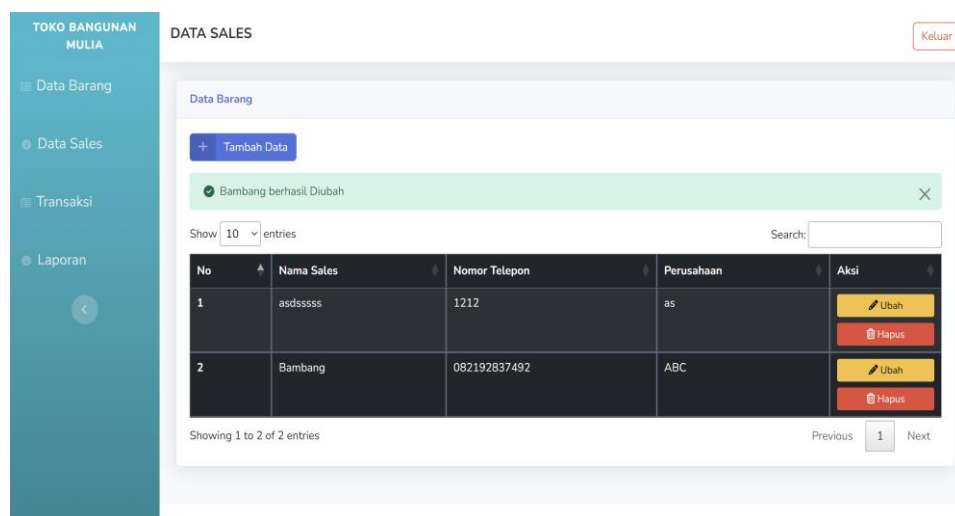 TOKO BANGUNAN
MULIA
DATA SALES
Keluar
Data Barang
Data Sales
Transaksi
Laporan
Data Barang
+ Tambah Data
Bambang berhasil Diubah
Show 10 entries
Search:
No Nama Sales Nomor Telepon Perusahaan Aksi
1 asdsssss 1212 as Ubah
Hapus
2 Bambang 082192837492 ABC Ubah
Hapus
Showing 1 to 2 of 2 entries
Previous 1 Next